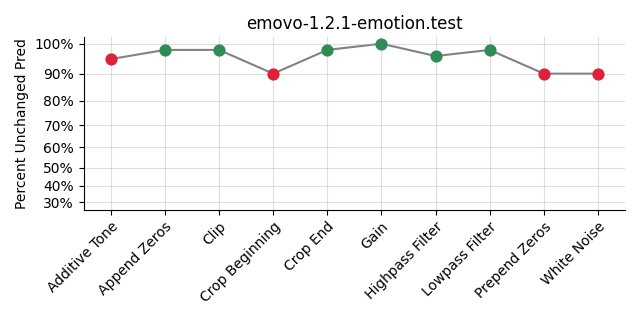 emovo-1.2.1-emotion.test
Percent Unchanged Pred
100%
90%
80%
70%
60%
50%
40%
30%
Additive Tone
Append Zeros
Clip
Crop Beginning
Crop End
Gain
Highpass Filter
Lowpass Filter
Prepend Zeros
White Noise